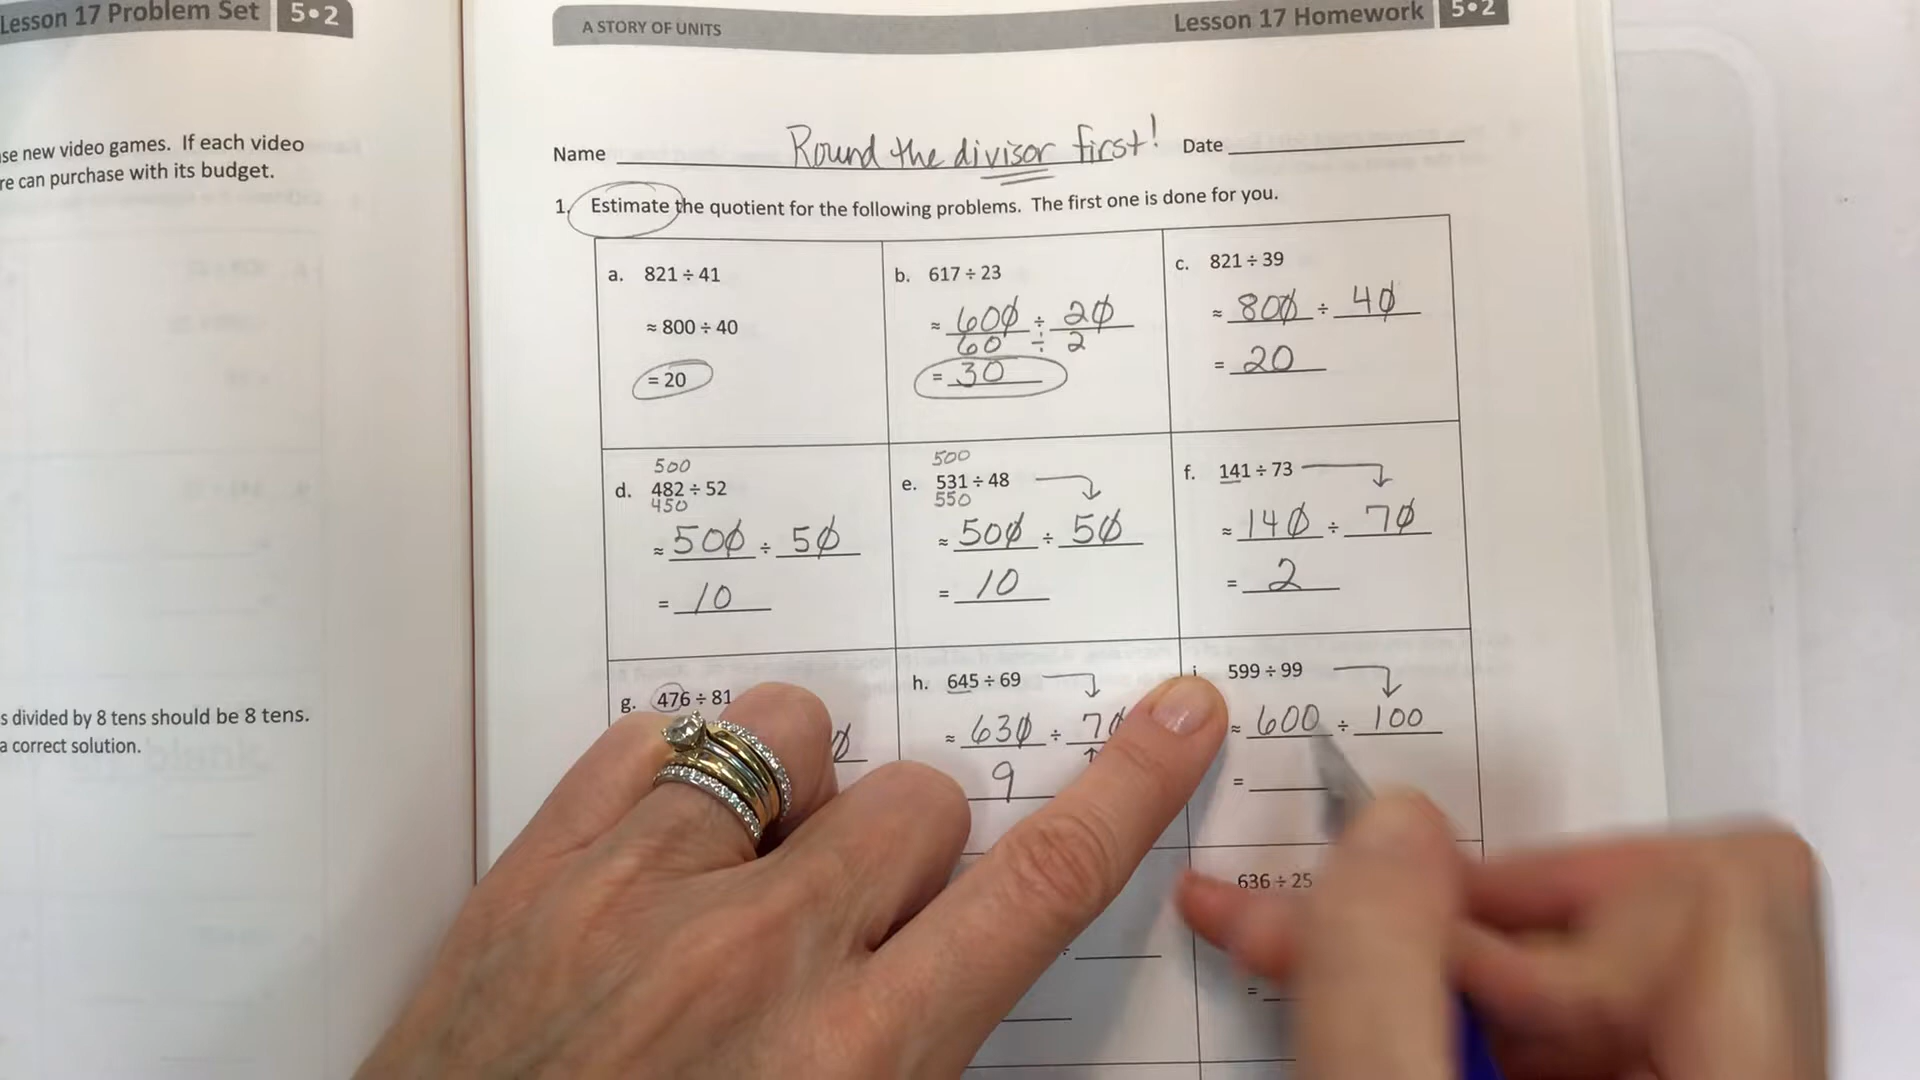 Lesson 17 Problem Set 5•2
se new video games. If each video
re can purchase with its budget.
s divided by 8 tens should be 8 tens.
a correct solution.
A STORY OF UNITS
Lesson 17 Homework 5•2
Name Round the divisor first! Date
1. Estimate the quotient for the following problems. The first one is done for you.
a. 821 ÷ 41
≈ 800 ÷ 40
= 20
b. 617 ÷ 23
≈ 600 ÷ 20
60 ÷ 2
= 30
c. 821 ÷ 39
≈ 800 ÷ 40
= 20
500
d. 482 ÷ 52
450
≈ 500 ÷ 50
= 10
500
e. 531 ÷ 48
550
≈ 500 ÷ 50
= 10
f. 141 ÷ 73
≈ 140 ÷ 70
= 2
g. 476 ÷ 81
0
h. 645 ÷ 69
≈ 630 ÷ 70
9
i. 599 ÷ 99
≈ 600 ÷ 100
=
636 ÷ 25
=